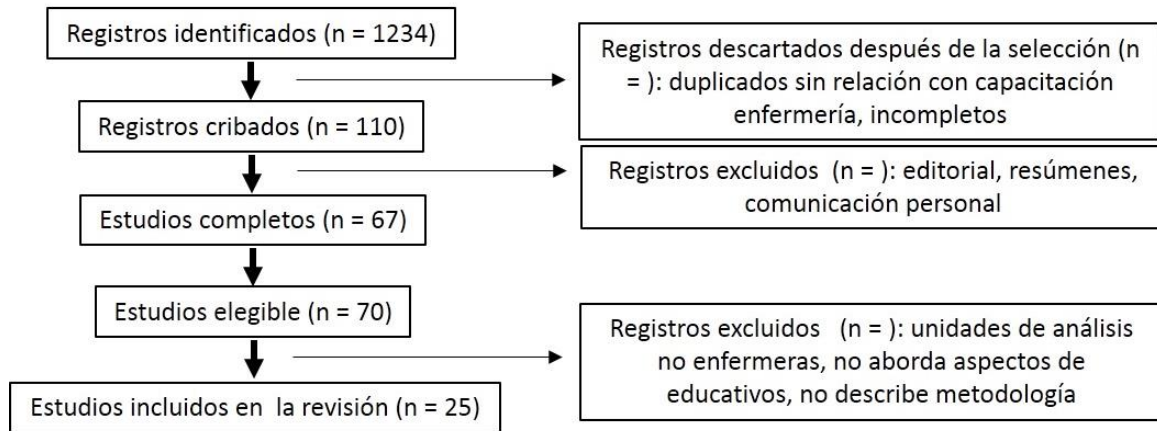 Registros identificados (n = 1234)
Registros descartados después de la selección (n
= ): duplicados sin relación con capacitación
enfermería, incompletos
Registros cribados (n = 110)
Registros excluidos (n = ): editorial, resúmenes,
comunicación personal
Estudios completos (n = 67)
Estudios elegible (n = 70)
Registros excluidos (n = ): unidades de análisis
no enfermeras, no aborda aspectos de
educativos, no describe metodología
Estudios incluidos en la revisión (n = 25)